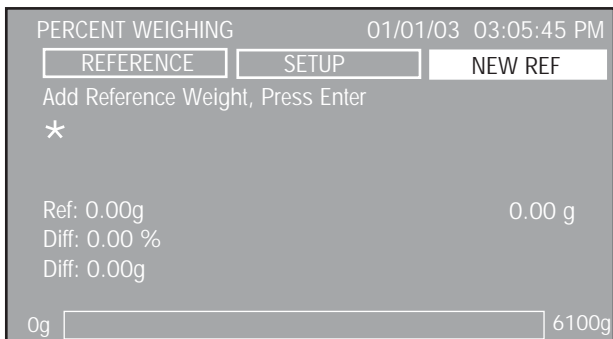 PERCENT WEIGHING 01/01/03 03:05:45 PM
REFERENCE SETUP NEW REF
Add Reference Weight, Press Enter
*
Ref: 0.00g 0.00 g
Diff: 0.00 %
Diff: 0.00g
0g 6100g